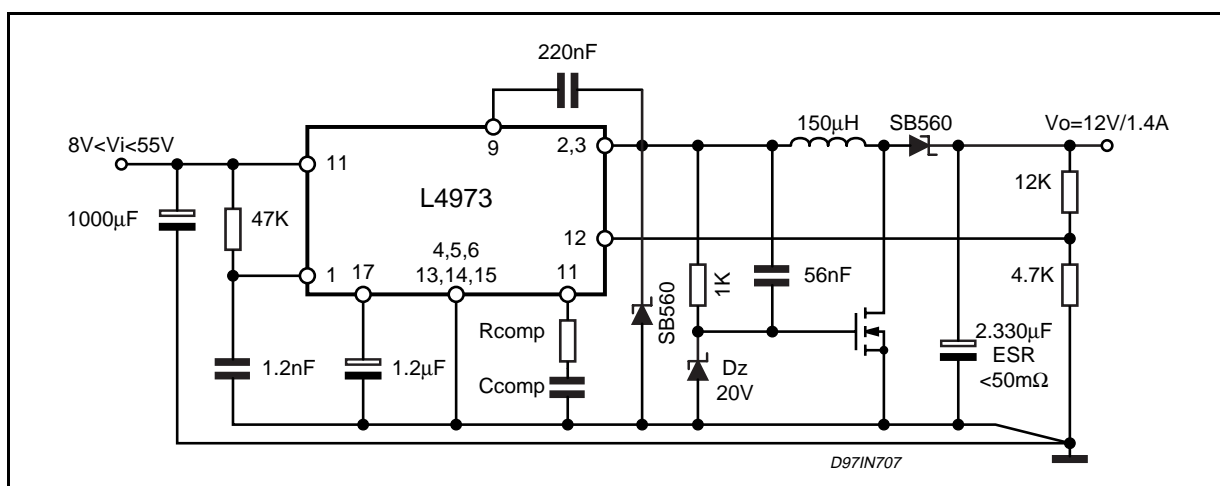 220nF
8V<Vi<55V
9
2,3
150µH
SB560
Vo=12V/1.4A
11
L4973
12K
1000µF
47K
12
4,5,6
13,14,15
1
17
11
1K
56nF
4.7K
SB560
Rcomp
2.330µF
ESR
<50mΩ
1.2nF
1.2µF
Ccomp
Dz
20V
D97IN707